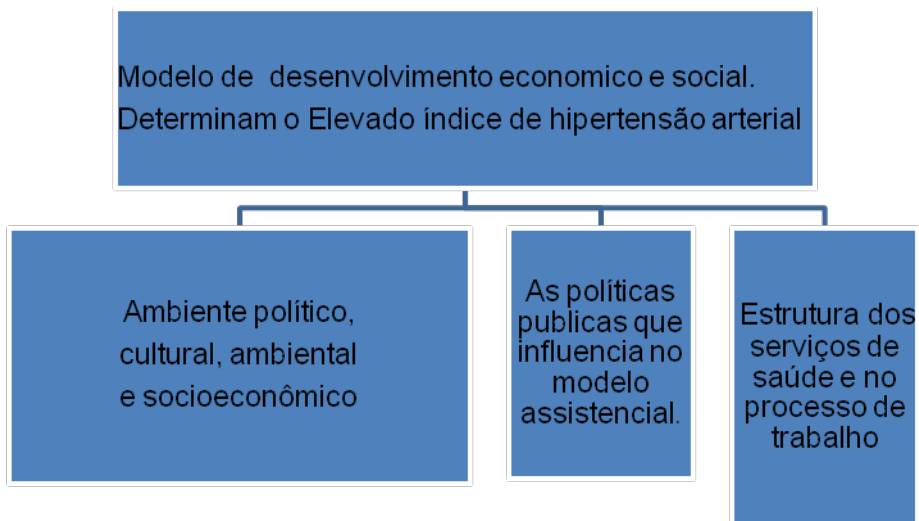 Modelo de desenvolvimento economico e social.
Determinam o Elevado índice de hipertensão arterial
Ambiente político,
cultural, ambiental
e socioeconômico
As políticas
publicas que
influencia no
modelo
assistencial.
Estrutura dos
serviços de
saúde e no
processo de
trabalho